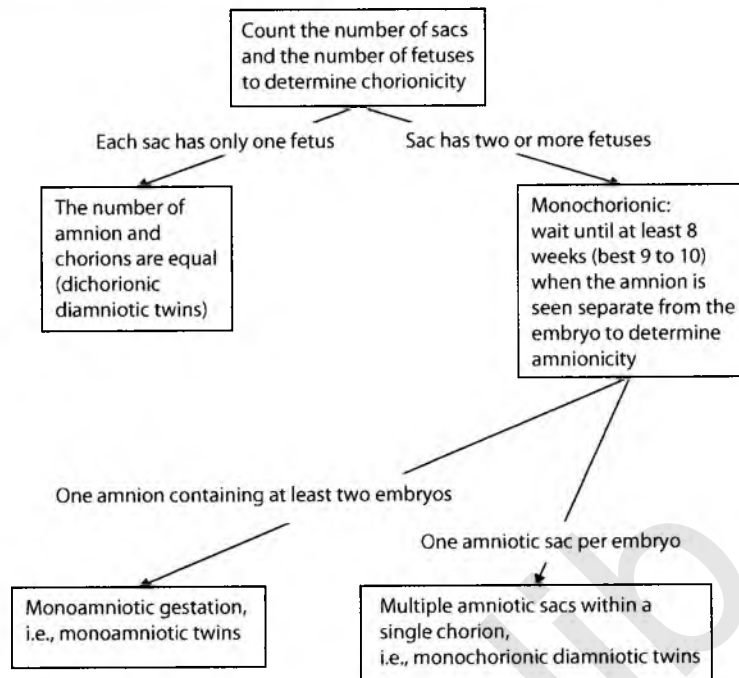 Count the number of sacs
and the number of fetuses
to determine chorionicity
Each sac has only one fetus
Sac has two or more fetuses
The number of
amnion and
chorions are equal
(dichorionic
diamniotic twins)
Monochorionic:
wait until at least 8
weeks (best 9 to 10)
when the amnion is
seen separate from the
embryo to determine
amnionicity
One amnion containing at least two embryos
One amniotic sac per embryo
Monoamniotic gestation,
i.e., monoamniotic twins
Multiple amniotic sacs within a
single chorion,
i.e., monochorionic diamniotic twins